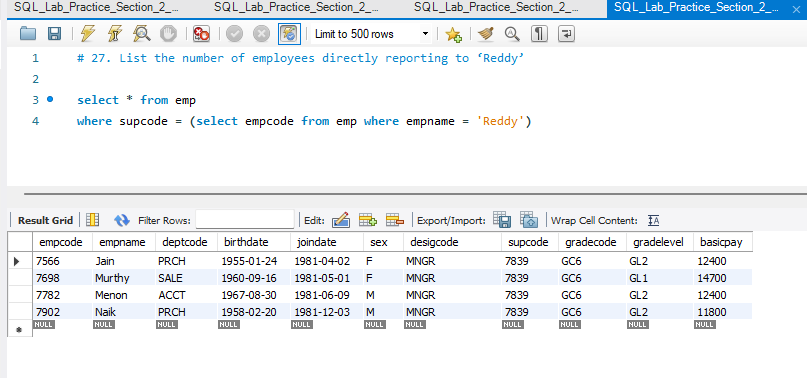 SQL_Lab_Practice_Section_2_... SQL_Lab_Practice_Section_2_... SQL_Lab_Practice_Section_2_... SQL_Lab_Practice_Section_2_...
Limit to 500 rows
1 # 27. List the number of employees directly reporting to ‘Reddy’
2
3 select * from emp
4 where supcode = (select empcode from emp where empname = 'Reddy')
Result Grid Filter Rows: Edit: Export/Import: Wrap Cell Content:
empcode empname deptcode birthdate joindate sex desigcode supcode gradecode gradelevel basicpay
7566 Jain PRCH 1955-01-24 1981-04-02 F MNGR 7839 GC6 GL2 12400
7698 Murthy SALE 1960-09-16 1981-05-01 F MNGR 7839 GC6 GL1 14700
7782 Menon ACCT 1967-08-30 1981-06-09 M MNGR 7839 GC6 GL2 12400
7902 Naik PRCH 1958-02-20 1981-12-03 M MNGR 7839 GC6 GL2 11800
NULL NULL NULL NULL NULL NULL NULL NULL NULL NULL NULL